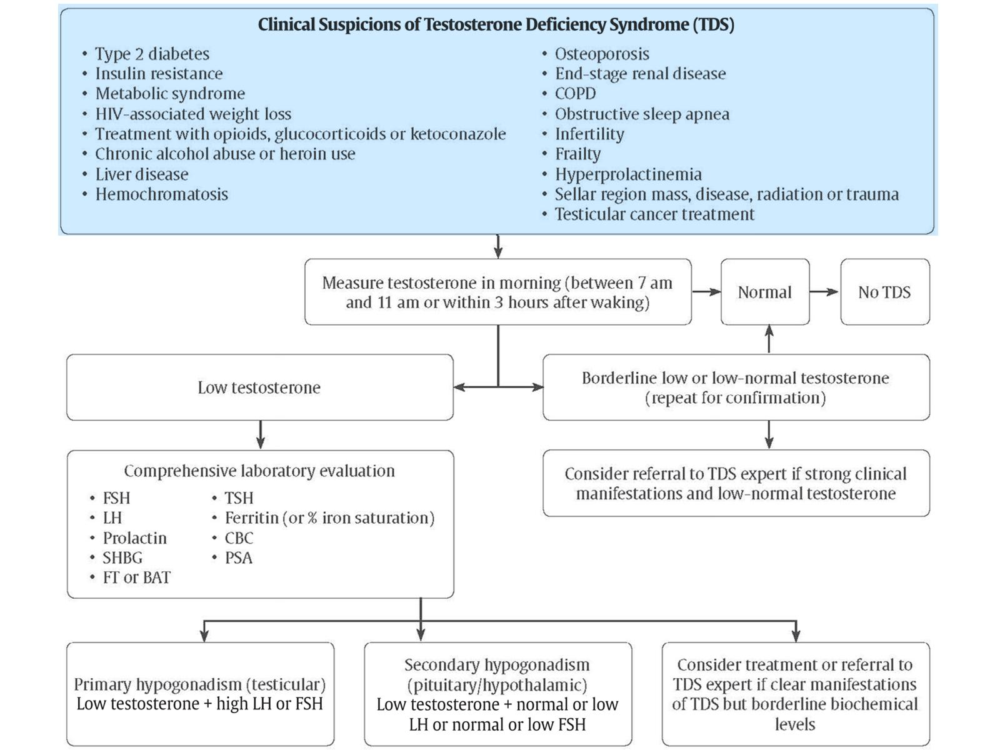 Clinical Suspicions of Testosterone Deficiency Syndrome (TDS)
• Type 2 diabetes
• Insulin resistance
• Metabolic syndrome
• HIV-associated weight loss
• Treatment with opioids, glucocorticoids or ketoconazole
• Chronic alcohol abuse or heroin use
• Liver disease
• Hemochromatosis
• Osteoporosis
• End-stage renal disease
• COPD
• Obstructive sleep apnea
• Infertility
• Frailty
• Hyperprolactinemia
• Sellar region mass, disease, radiation or trauma
• Testicular cancer treatment
Measure testosterone in morning (between 7 am
and 11 am or within 3 hours after waking)
Normal
No TDS
Low testosterone
Borderline low or low-normal testosterone
(repeat for confirmation)
Comprehensive laboratory evaluation
• FSH
• LH
• Prolactin
• SHBG
• FT or BAT
• TSH
• Ferritin (or % iron saturation)
• CBC
• PSA
Consider referral to TDS expert if strong clinical
manifestations and low-normal testosterone
Primary hypogonadism (testicular)
Low testosterone + high LH or FSH
Secondary hypogonadism
(pituitary/hypothalamic)
Low testosterone + normal or low
LH or normal or low FSH
Consider treatment or referral to
TDS expert if clear manifestations
of TDS but borderline biochemical
levels